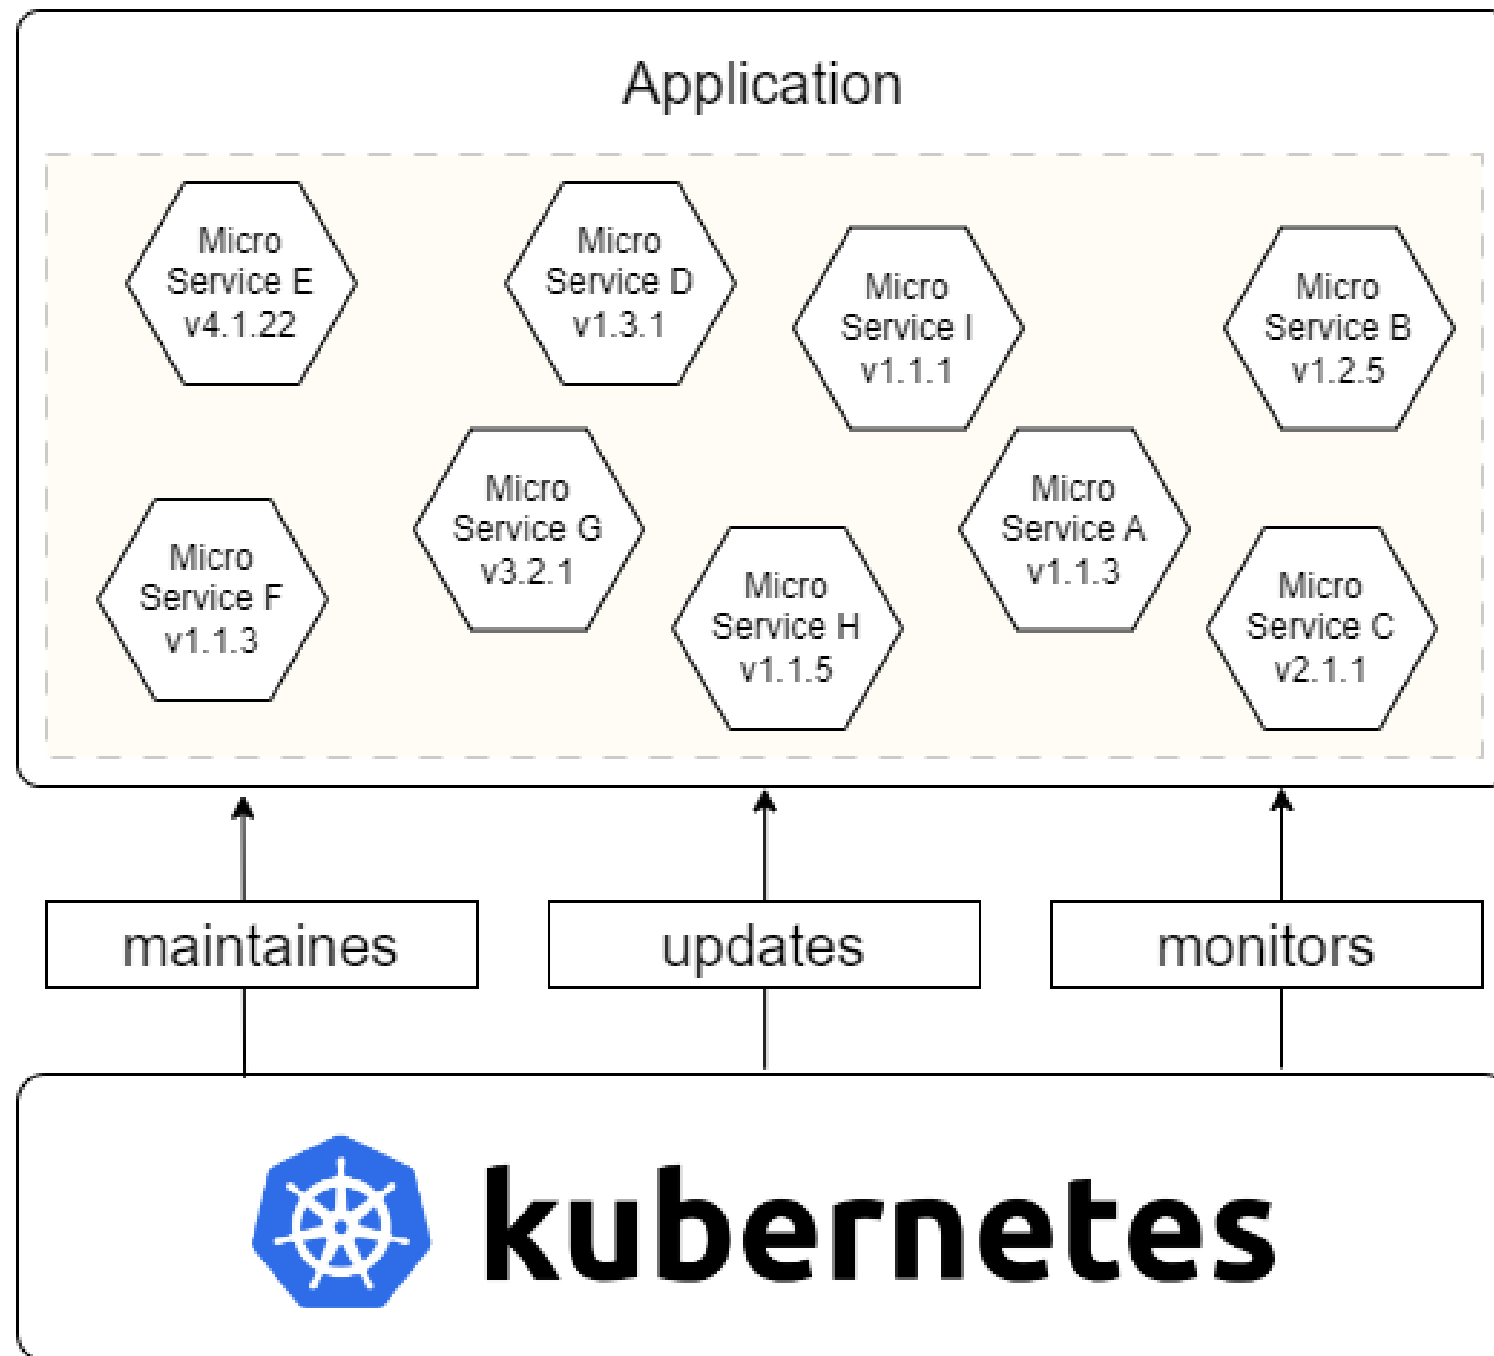 Application
Micro
Service E
v4.1.22
Micro
Service D
v1.3.1
Micro
Service I
v1.1.1
Micro
Service B
v1.2.5
Micro
Service F
v1.1.3
Micro
Service G
v3.2.1
Micro
Service H
v1.1.5
Micro
Service A
v1.1.3
Micro
Service C
v2.1.1
maintaines
updates
monitors
kubernetes